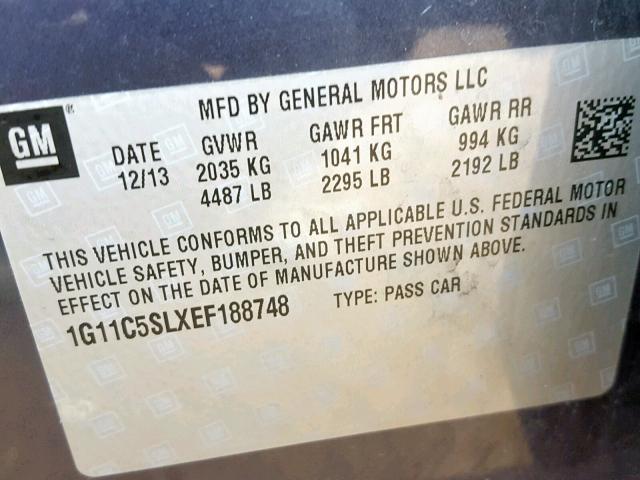 MFD BY GENERAL MOTORS LLC
GM ®
DATE GVWR GAWR FRT GAWR RR
12/13 2035 KG 1041 KG 994 KG
4487 LB 2295 LB 2192 LB
THIS VEHICLE CONFORMS TO ALL APPLICABLE U.S. FEDERAL MOTOR
VEHICLE SAFETY, BUMPER, AND THEFT PREVENTION STANDARDS IN
EFFECT ON THE DATE OF MANUFACTURE SHOWN ABOVE.
1G11C5SLXEF188748 TYPE: PASS CAR